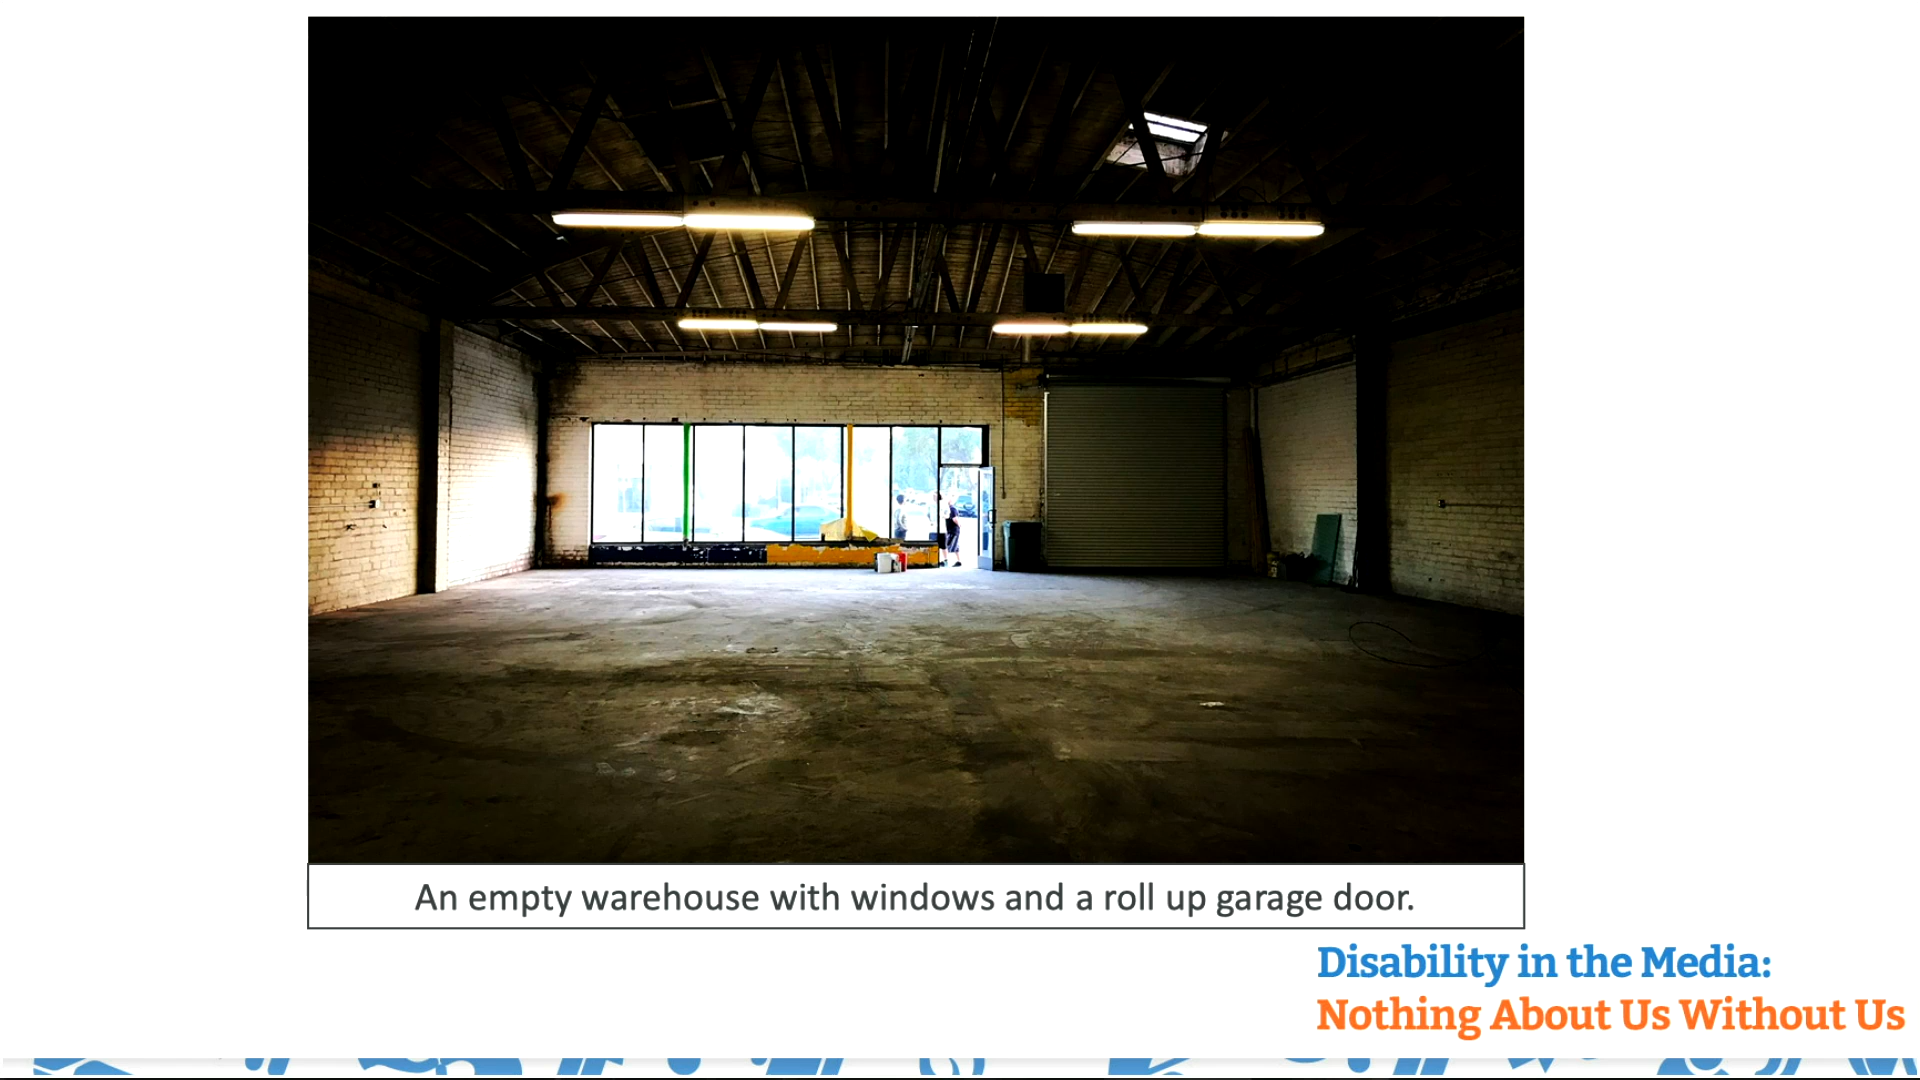 An empty warehouse with windows and a roll up garage door.
Disability in the Media:
Nothing About Us Without Us